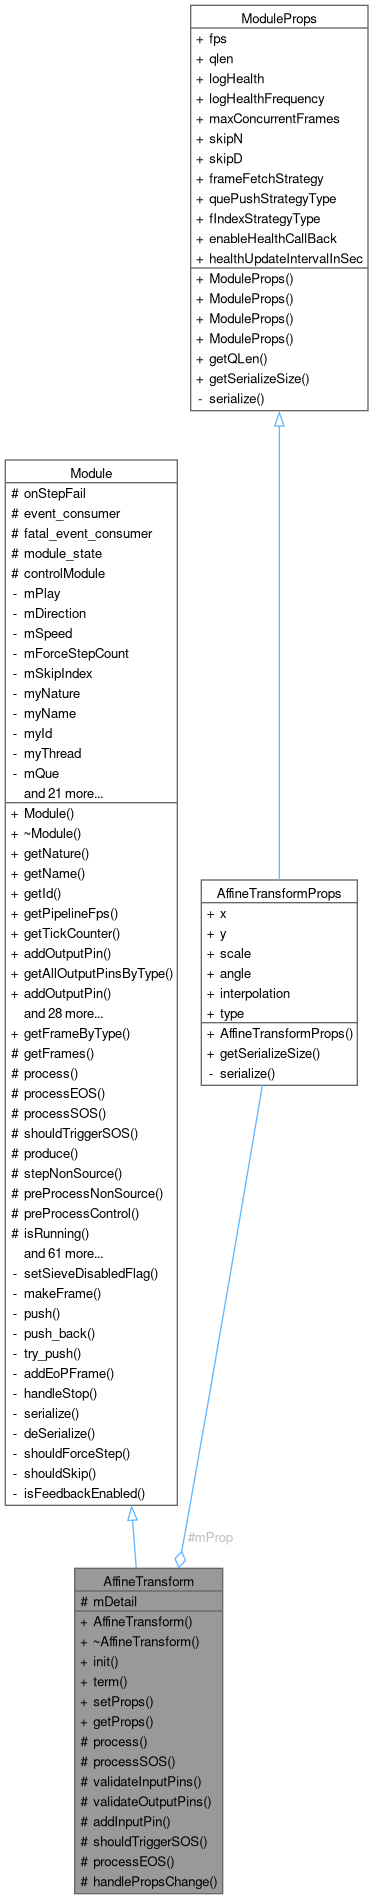 ModuleProps
+ fps
+ qlen
+ logHealth
+ logHealthFrequency
+ maxConcurrentFrames
+ skipN
+ skipD
+ frameFetchStrategy
+ quePushStrategyType
+ fIndexStrategyType
+ enableHealthCallBack
+ healthUpdateIntervalInSec
+ ModuleProps()
+ ModuleProps()
+ ModuleProps()
+ ModuleProps()
+ getQLen()
+ getSerializeSize()
- serialize()
Module
# onStepFail
# event_consumer
# fatal_event_consumer
# module_state
# controlModule
- mPlay
- mDirection
- mSpeed
- mForceStepCount
- mSkipIndex
- myNature
- myName
- myId
- myThread
- mQue
and 21 more...
+ Module()
+ ~Module()
+ getNature()
+ getName()
+ getId()
+ getPipelineFps()
+ getTickCounter()
+ addOutputPin()
+ getAllOutputPinsByType()
+ addOutputPin()
and 28 more...
+ getFrameByType()
# getFrames()
# process()
# processEOS()
# processSOS()
# shouldTriggerSOS()
# produce()
# stepNonSource()
# preProcessNonSource()
# preProcessControl()
# isRunning()
and 61 more...
- setSieveDisabledFlag()
- makeFrame()
- push()
- push_back()
- try_push()
- addEoPFrame()
- handleStop()
- serialize()
- deSerialize()
- shouldForceStep()
- shouldSkip()
- isFeedbackEnabled()
AffineTransformProps
+ x
+ y
+ scale
+ angle
+ interpolation
+ type
+ AffineTransformProps()
+ getSerializeSize()
- serialize()
#mProp
AffineTransform
# mDetail
+ AffineTransform()
+ ~AffineTransform()
+ init()
+ term()
+ setProps()
+ getProps()
# process()
# processSOS()
# validateInputPins()
# validateOutputPins()
# addInputPin()
# shouldTriggerSOS()
# processEOS()
# handlePropsChange()